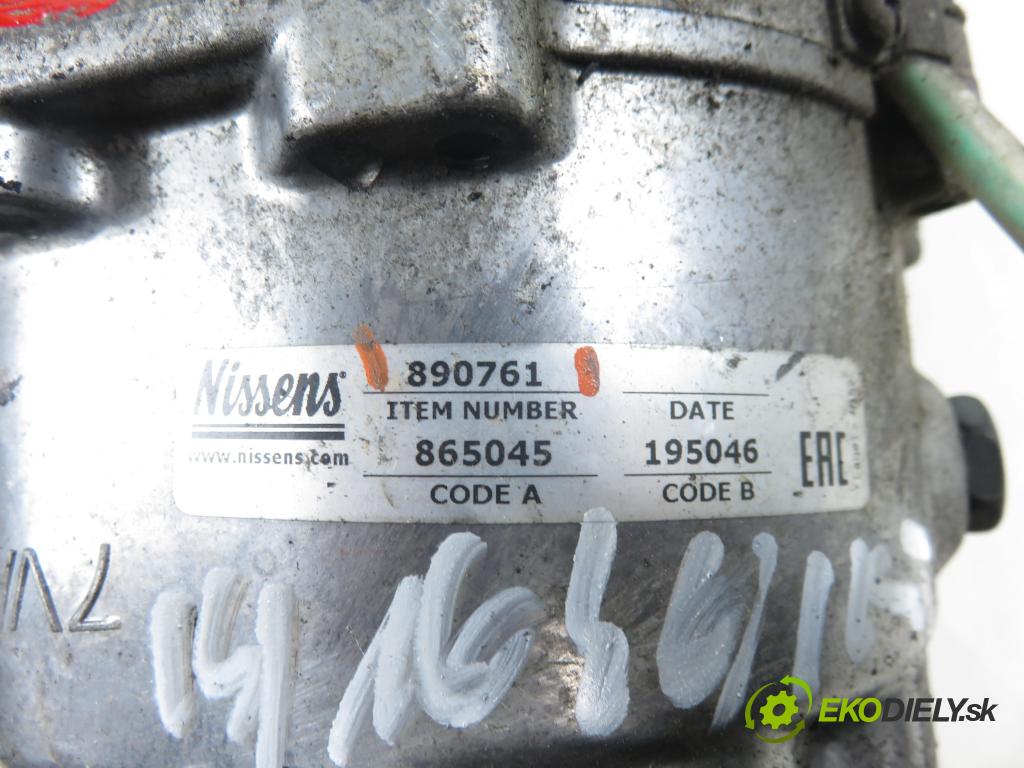 Nissens®
www.nissens.com
890761
ITEM NUMBER DATE
865045 195046
CODE A CODE B
EAC
EKODIELY.sk